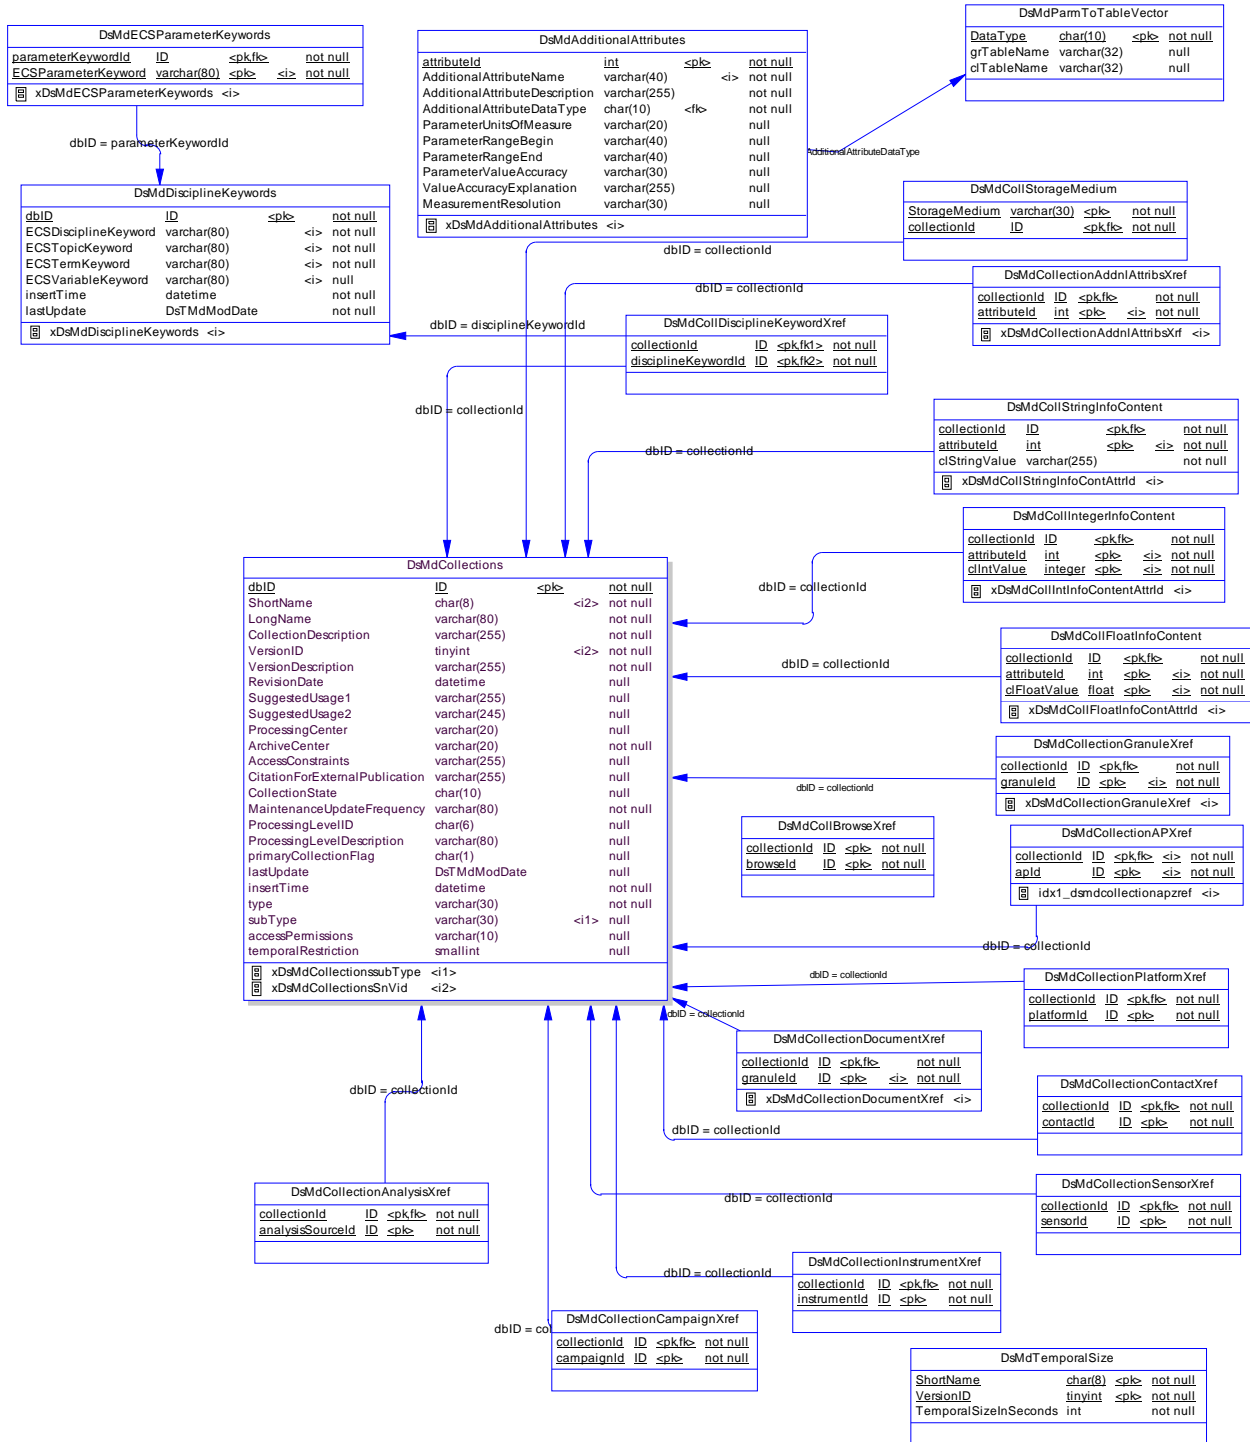 DsMdECSParameterKeywords
parameterKeywordId ID <pk,fk> not null
ECSParameterKeyword varchar(80) <pk> <i> not null
xDsMdECSParameterKeywords <i>
dbID = parameterKeywordId
DsMdDisciplineKeywords
dbID ID <pk> not null
ECSDisciplineKeyword varchar(80) <i> not null
ECSTopicKeyword varchar(80) <i> not null
ECSTermKeyword varchar(80) <i> not null
ECSVariableKeyword varchar(80) <i> null
insertTime datetime not null
lastUpdate DsTMdModDate not null
xDsMdDisciplineKeywords <i>
DsMdAdditionalAttributes
attributeId int <pk> not null
AdditionalAttributeName varchar(40) <i> not null
AdditionalAttributeDescription varchar(255) not null
AdditionalAttributeDataType char(10) <fk> not null
ParameterUnitsOfMeasure varchar(20) null
ParameterRangeBegin varchar(40) null
ParameterRangeEnd varchar(40) null
ParameterValueAccuracy varchar(30) null
ValueAccuracyExplanation varchar(255) null
MeasurementResolution varchar(30) null
xDsMdAdditionalAttributes <i>
AdditionalAttributeDataType
DsMdParmToTableVector
DataType char(10) <pk> not null
grTableName varchar(32) null
clTableName varchar(32) null
DsMdCollStorageMedium
StorageMedium varchar(30) <pk> not null
collectionId ID <pk,fk> not null
dbID = collectionId
DsMdCollectionAddnlAttribsXref
collectionId ID <pk,fk> not null
attributeId int <pk> <i> not null
xDsMdCollectionAddnlAttribsXrf <i>
dbID = collectionId
dbID = disciplineKeywordId
DsMdCollDisciplineKeywordXref
collectionId ID <pk,fk1> not null
disciplineKeywordId ID <pk,fk2> not null
dbID = collectionId
DsMdCollStringInfoContent
collectionId ID <pk,fk> not null
attributeId int <pk> <i> not null
clStringValue varchar(255) not null
xDsMdCollStringInfoContAttrId <i>
dbID = collectionId
DsMdCollIntegerInfoContent
collectionId ID <pk,fk> not null
attributeId int <pk> <i> not null
clIntValue integer <pk> <i> not null
xDsMdCollIntInfoContentAttrId <i>
dbID = collectionId
DsMdCollections
dbID ID <pk> not null
ShortName char(8) <i2> not null
LongName varchar(80) not null
CollectionDescription varchar(255) not null
VersionID tinyint <i2> not null
VersionDescription varchar(255) not null
RevisionDate datetime null
SuggestedUsage1 varchar(255) null
SuggestedUsage2 varchar(245) null
ProcessingCenter varchar(20) null
ArchiveCenter varchar(20) not null
AccessConstraints varchar(255) null
CitationForExternalPublication varchar(255) null
CollectionState char(10) null
MaintenanceUpdateFrequency varchar(80) not null
ProcessingLevelID char(6) null
ProcessingLevelDescription varchar(80) null
primaryCollectionFlag char(1) null
lastUpdate DsTMdModDate null
insertTime datetime not null
type varchar(30) not null
subType varchar(30) <i1> null
accessPermissions varchar(10) null
temporalRestriction smallint null
xDsMdCollectionssubType <i1>
xDsMdCollectionsSnVid <i2>
DsMdCollFloatInfoContent
collectionId ID <pk,fk> not null
attributeId int <pk> <i> not null
clFloatValue float <pk> <i> not null
xDsMdCollFloatInfoContAttrId <i>
dbID = collectionId
DsMdCollectionGranuleXref
collectionId ID <pk,fk> not null
granuleId ID <pk> <i> not null
xDsMdCollectionGranuleXref <i>
dbID = collectionId
DsMdCollBrowseXref
collectionId ID <pk> not null
browseId ID <pk> not null
DsMdCollectionAPXref
collectionId ID <pk,fk> <i> not null
apId ID <pk> <i> not null
idx1_dsmdcollectionapzref <i>
dbID = collectionId
DsMdCollectionPlatformXref
collectionId ID <pk,fk> not null
platformId ID <pk> not null
dbID = collectionId
dbID = collectionId
DsMdCollectionDocumentXref
collectionId ID <pk,fk> not null
granuleId ID <pk> <i> not null
xDsMdCollectionDocumentXref <i>
DsMdCollectionContactXref
collectionId ID <pk,fk> not null
contactId ID <pk> not null
dbID = collectionId
DsMdCollectionSensorXref
collectionId ID <pk,fk> not null
sensorId ID <pk> not null
dbID = collectionId
dbID = collectionId
DsMdCollectionAnalysisXref
collectionId ID <pk,fk> not null
analysisSourceId ID <pk> not null
DsMdCollectionInstrumentXref
collectionId ID <pk,fk> not null
instrumentId ID <pk> not null
dbID = collectionId
dbID = col
DsMdCollectionCampaignXref
collectionId ID <pk,fk> not null
campaignId ID <pk> not null
DsMdTemporalSize
ShortName char(8) <pk> not null
VersionID tinyint <pk> not null
TemporalSizeInSeconds int not null